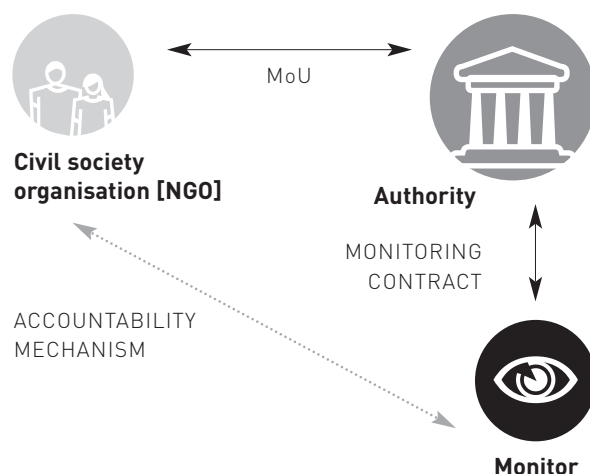 MoU
Civil society
organisation [NGO]
Authority
MONITORING
CONTRACT
ACCOUNTABILITY
MECHANISM
Monitor